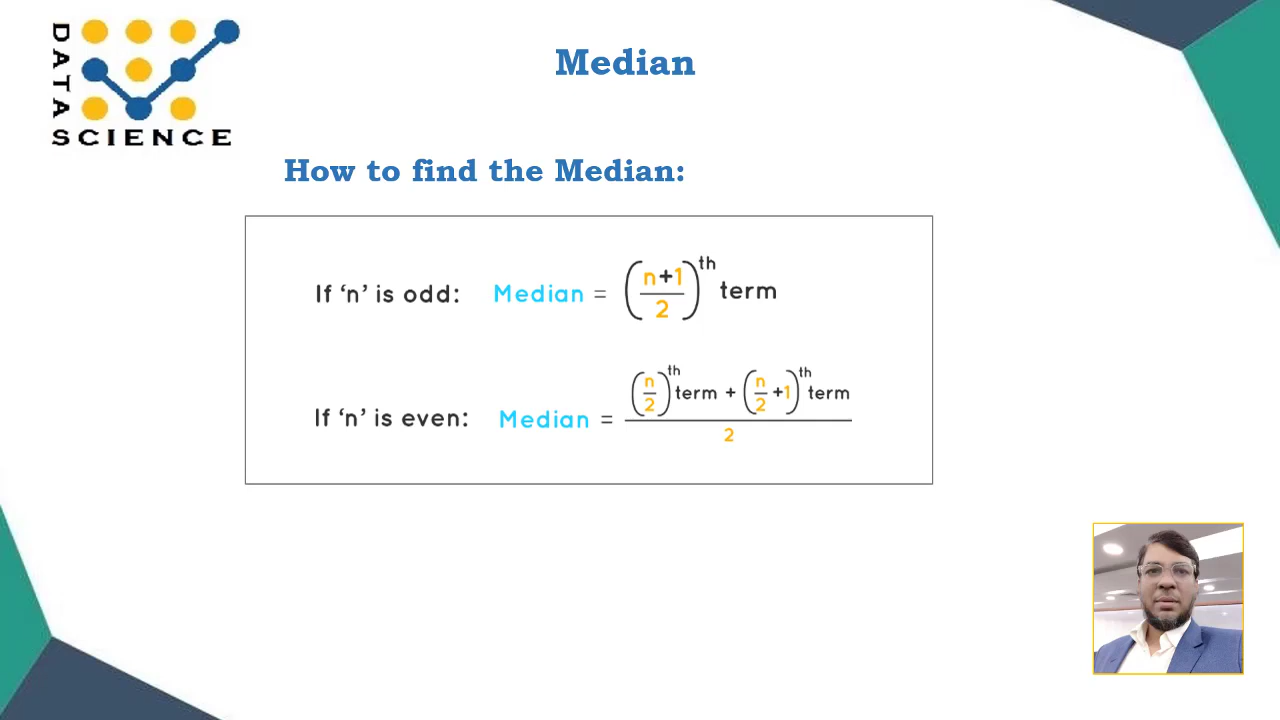 DATA
SCIENCE
Median
How to find the Median:
If ‘n’ is odd: Median = (n+1/2)th term
If ‘n’ is even: Median = (n/2)th term + (n/2 +1)th term / 2